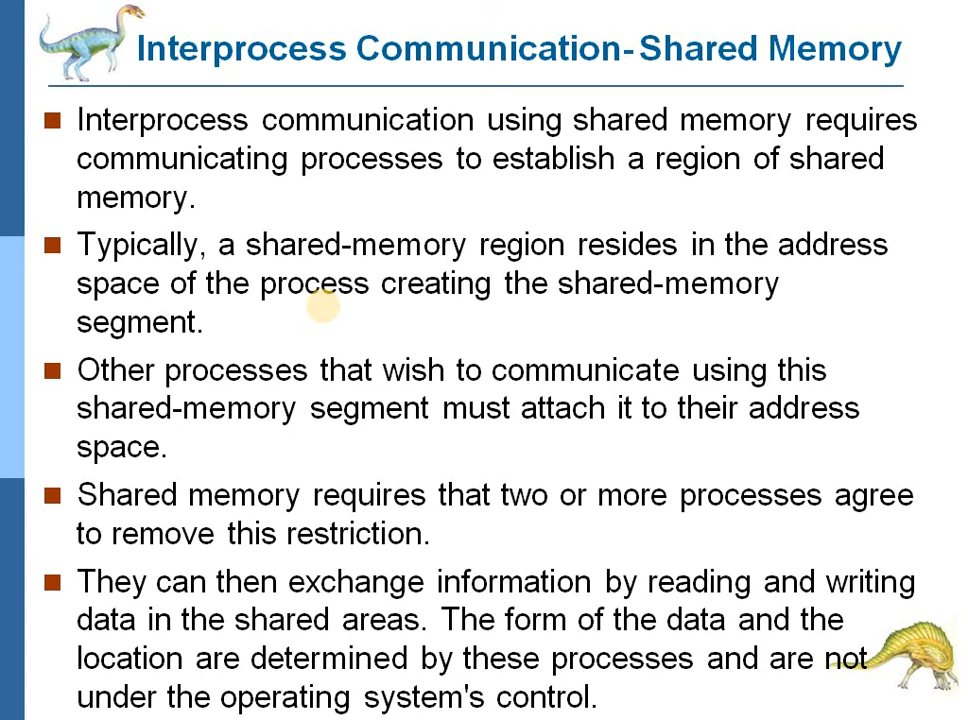 Interprocess Communication- Shared Memory
Interprocess communication using shared memory requires
communicating processes to establish a region of shared
memory.
Typically, a shared-memory region resides in the address
space of the process creating the shared-memory
segment.
Other processes that wish to communicate using this
shared-memory segment must attach it to their address
space.
Shared memory requires that two or more processes agree
to remove this restriction.
They can then exchange information by reading and writing
data in the shared areas. The form of the data and the
location are determined by these processes and are not
under the operating system's control.